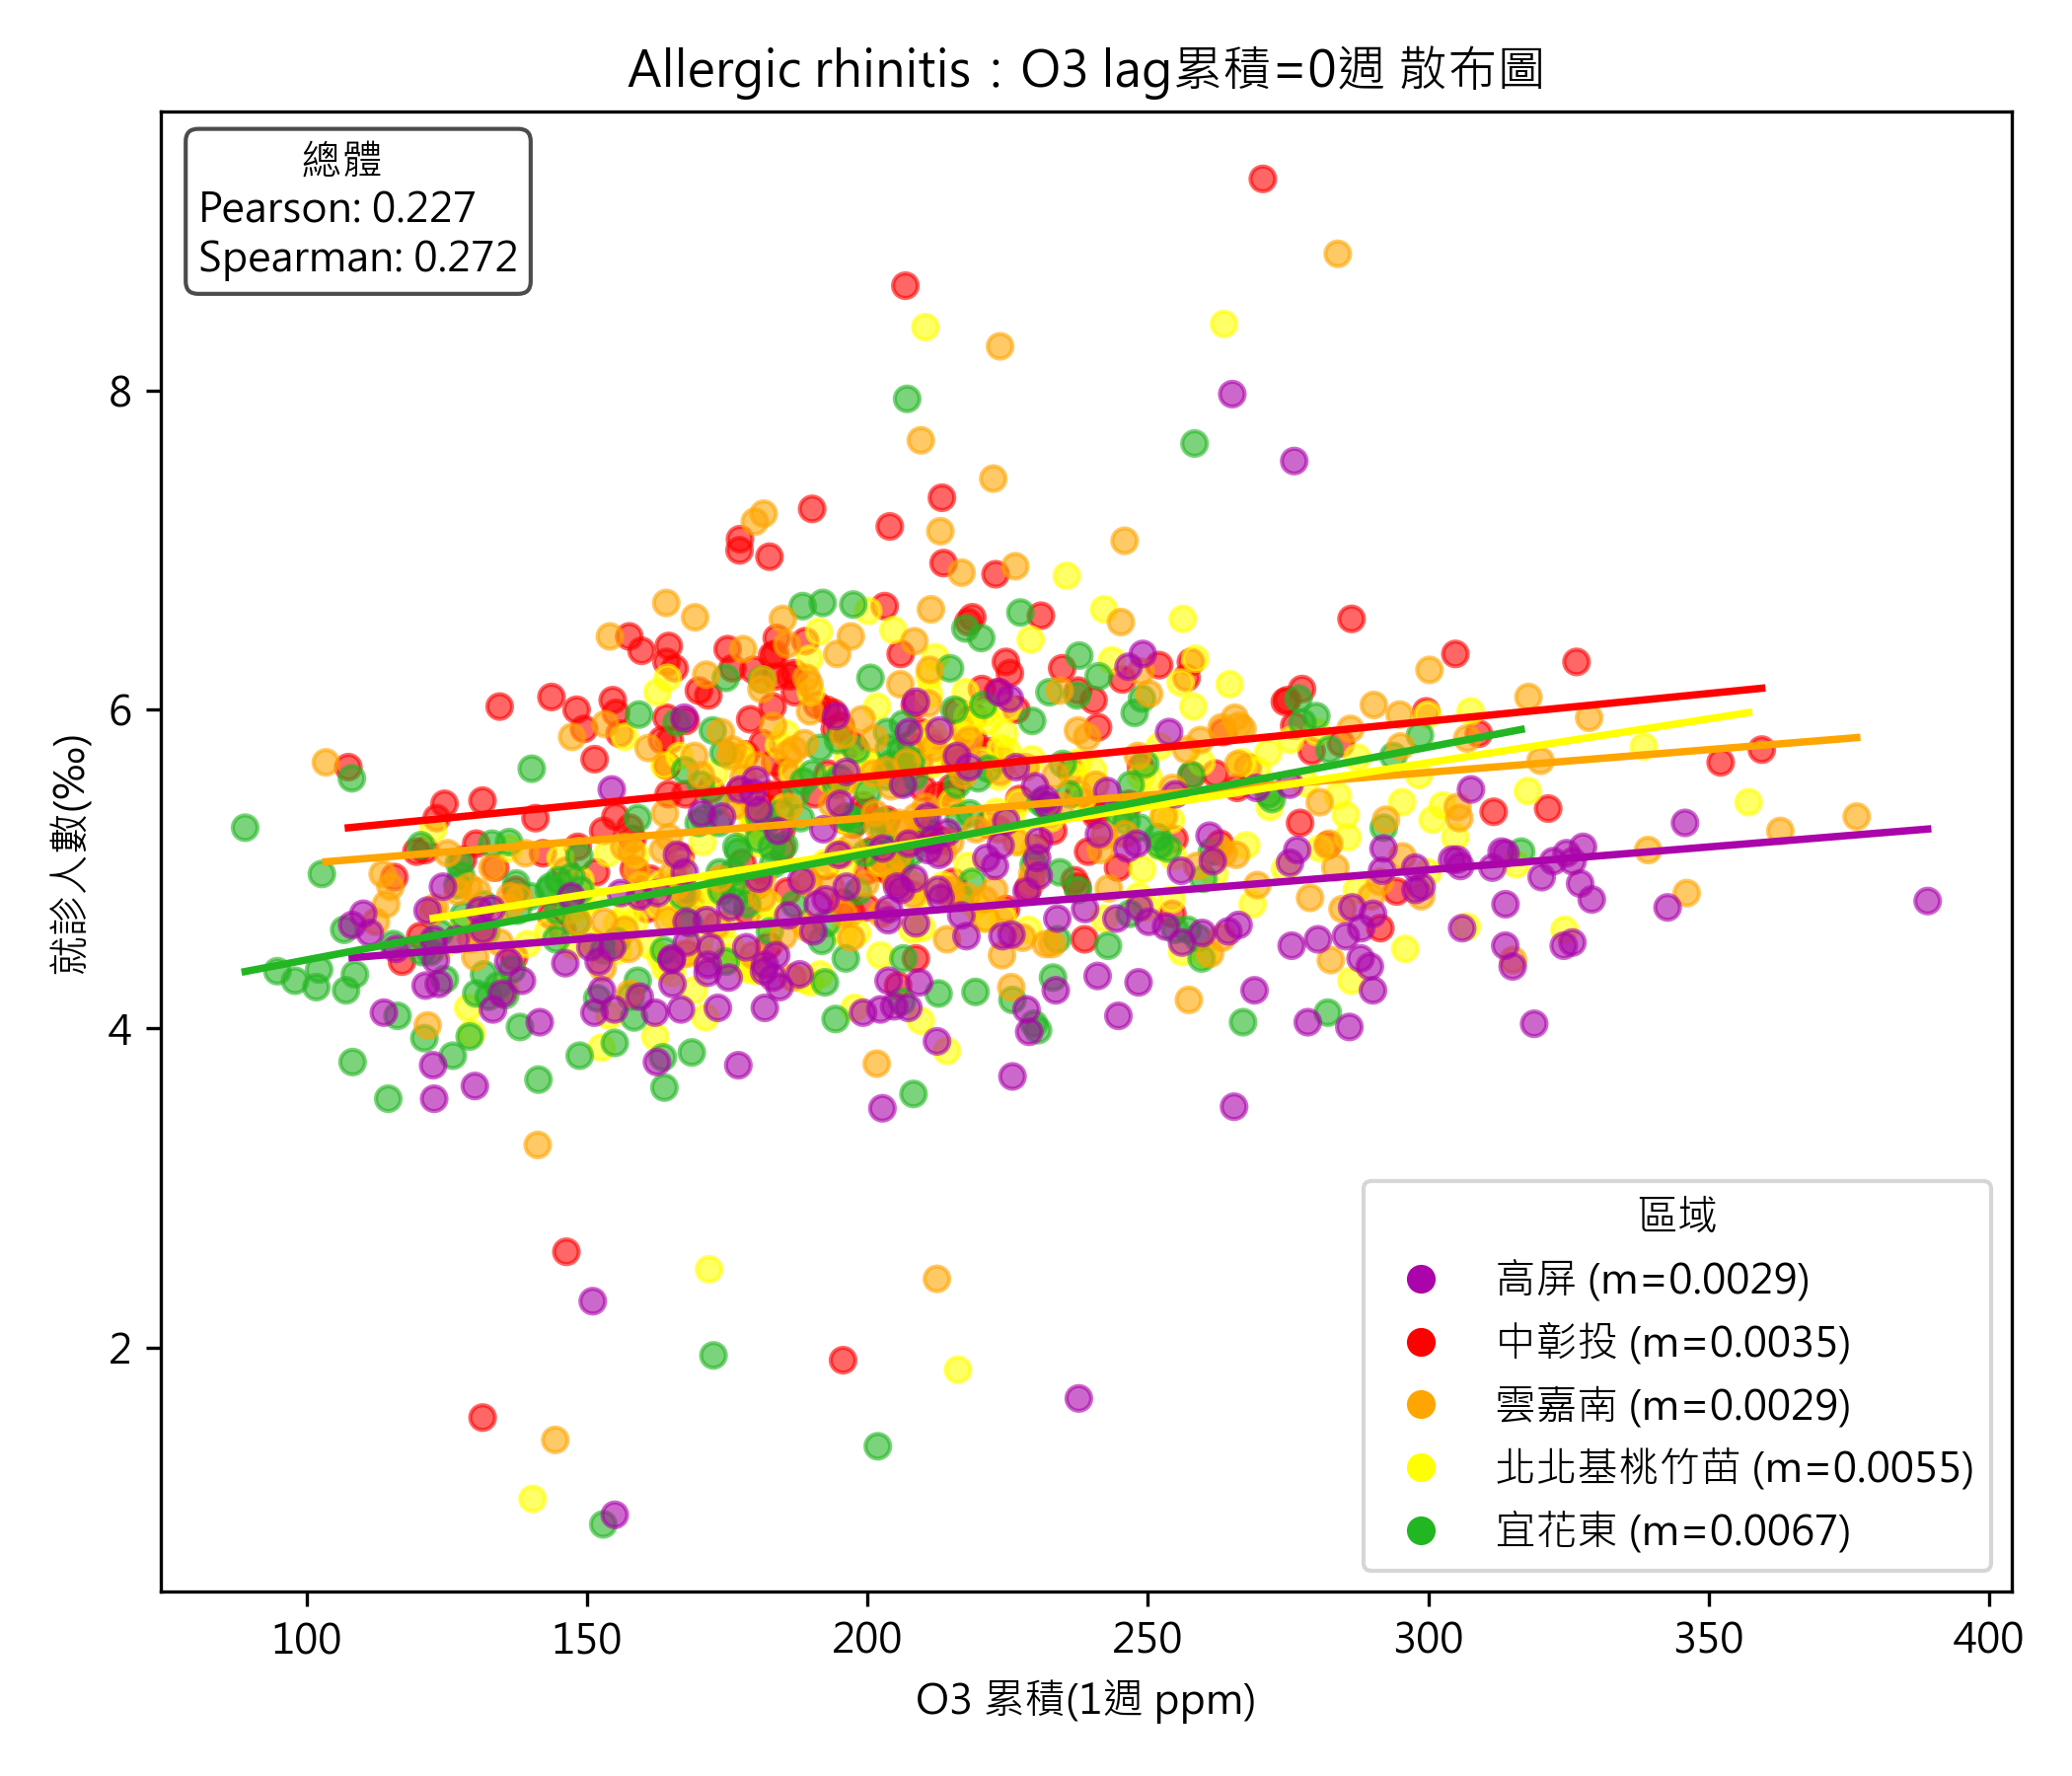 Allergic rhinitis：O3 lag累積=0週 散布圖
總體
Pearson: 0.227
Spearman: 0.272
就診人數(‰)
8
6
4
2
區域
高屏 (m=0.0029)
中彰投 (m=0.0035)
雲嘉南 (m=0.0029)
北北基桃竹苗 (m=0.0055)
宜花東 (m=0.0067)
100 150 200 250 300 350 400
O3 累積(1週 ppm)